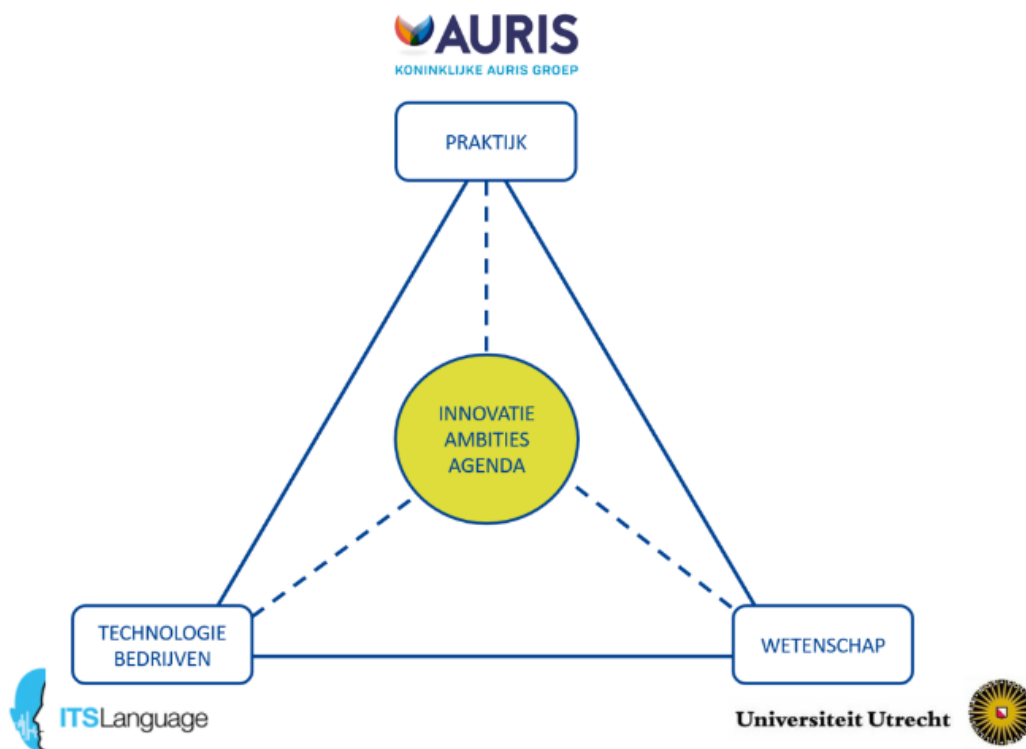 AURIS
KONINKLIJKE AURIS GROEP
PRAKTIJK
INNOVATIE
AMBITIES
AGENDA
TECHNOLOGIE
BEDRIJVEN
WETENSCHAP
ITSLanguage
Universiteit Utrecht